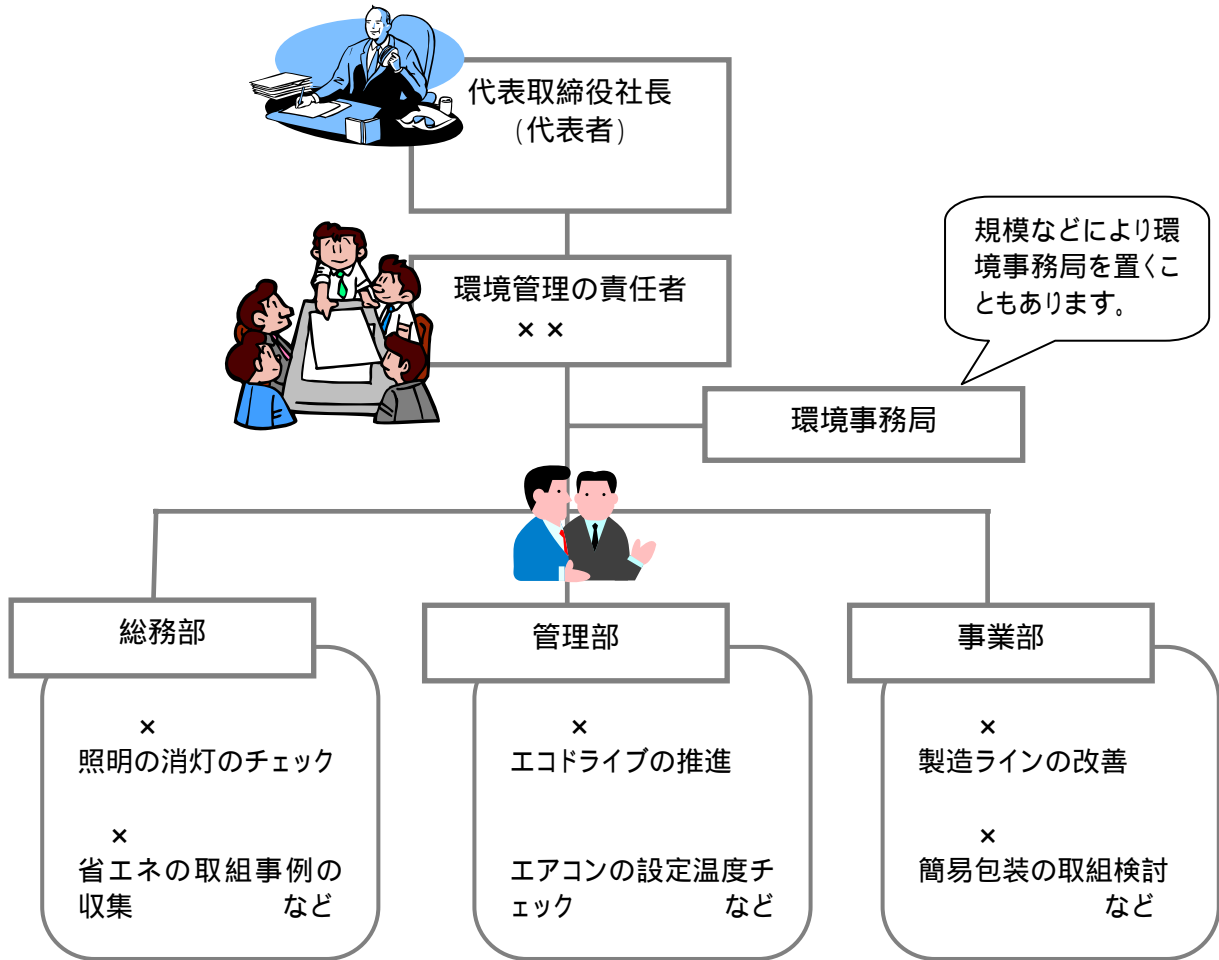 代表取締役社長
(代表者)
規模などにより環
境事務局を置くこ
ともあります。
環境管理の責任者
××
環境事務局
総務部
×
照明の消灯のチェック
×
省エネの取組事例の
収集 など
管理部
×
エコドライブの推進
エアコンの設定温度チ
ェック など
事業部
×
製造ラインの改善
×
簡易包装の取組検討
など